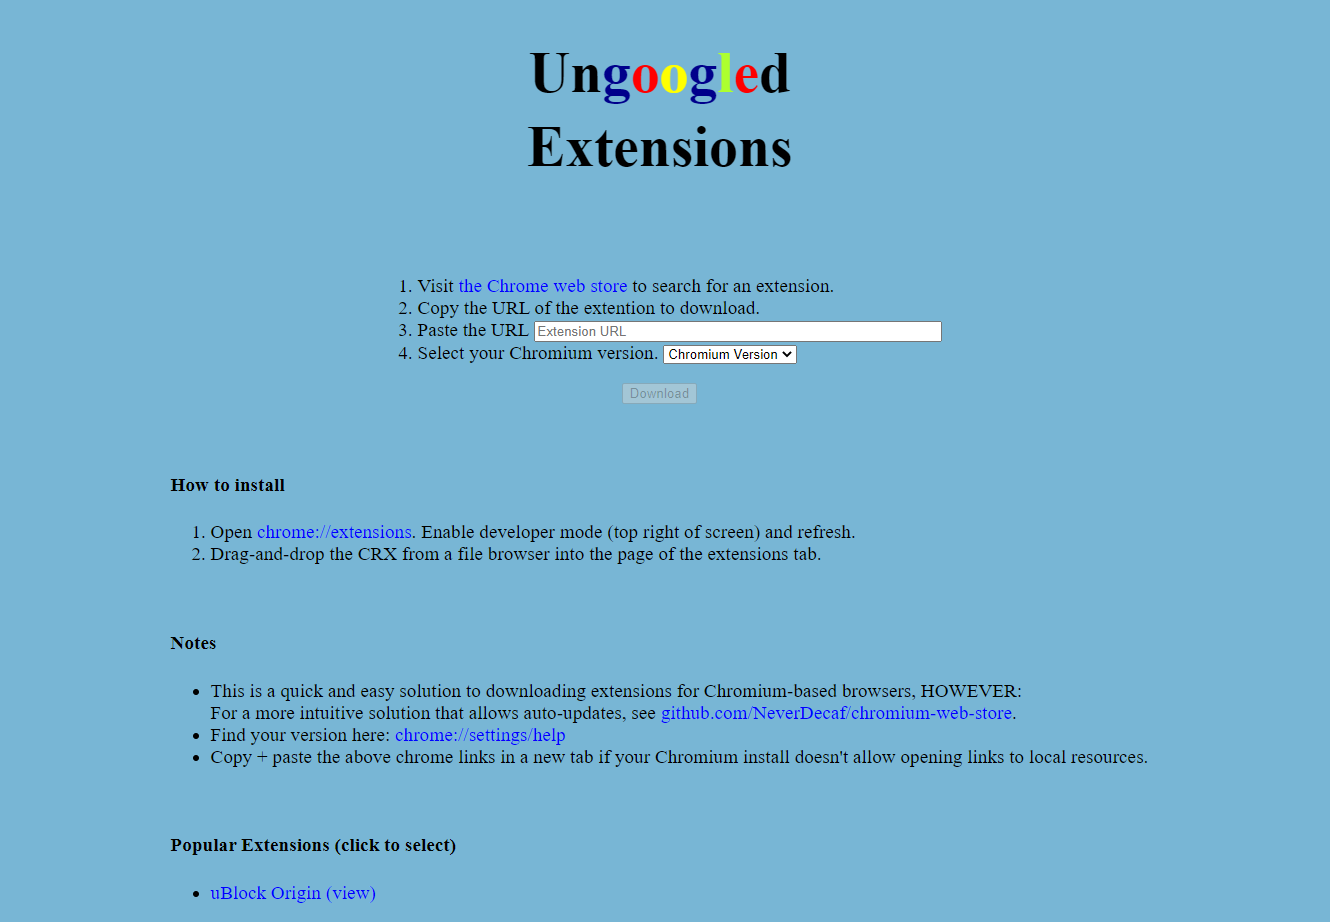 Ungoogled
Extensions
1. Visit the Chrome web store to search for an extension.
2. Copy the URL of the extention to download.
3. Paste the URL Extension URL
4. Select your Chromium version. Chromium Version
Download
How to install
1. Open chrome://extensions. Enable developer mode (top right of screen) and refresh.
2. Drag-and-drop the CRX from a file browser into the page of the extensions tab.
Notes
• This is a quick and easy solution to downloading extensions for Chromium-based browsers, HOWEVER:
For a more intuitive solution that allows auto-updates, see github.com/NeverDecaf/chromium-web-store.
• Find your version here: chrome://settings/help
• Copy + paste the above chrome links in a new tab if your Chromium install doesn't allow opening links to local resources.
Popular Extensions (click to select)
• uBlock Origin (view)